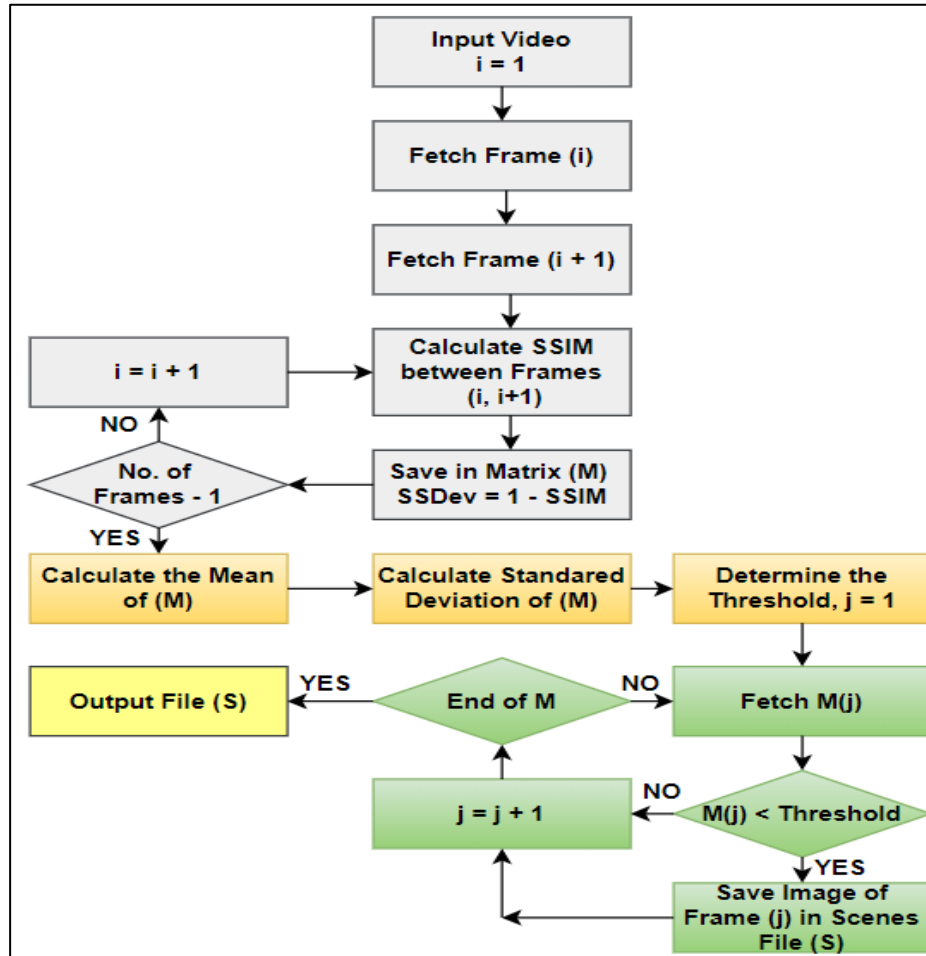 Input Video
i = 1
Fetch Frame (i)
Fetch Frame (i + 1)
i = i + 1
Calculate SSIM
between Frames
(i, i+1)
NO
No. of
Frames - 1
Save in Matrix (M)
SSDev = 1 - SSIM
YES
Calculate the Mean
of (M)
Calculate Standared
Deviation of (M)
Determine the
Threshold, j = 1
Output File (S)
YES
End of M
NO
Fetch M(j)
j = j + 1
NO
M(j) < Threshold
YES
Save Image of
Frame (j) in Scenes
File (S)